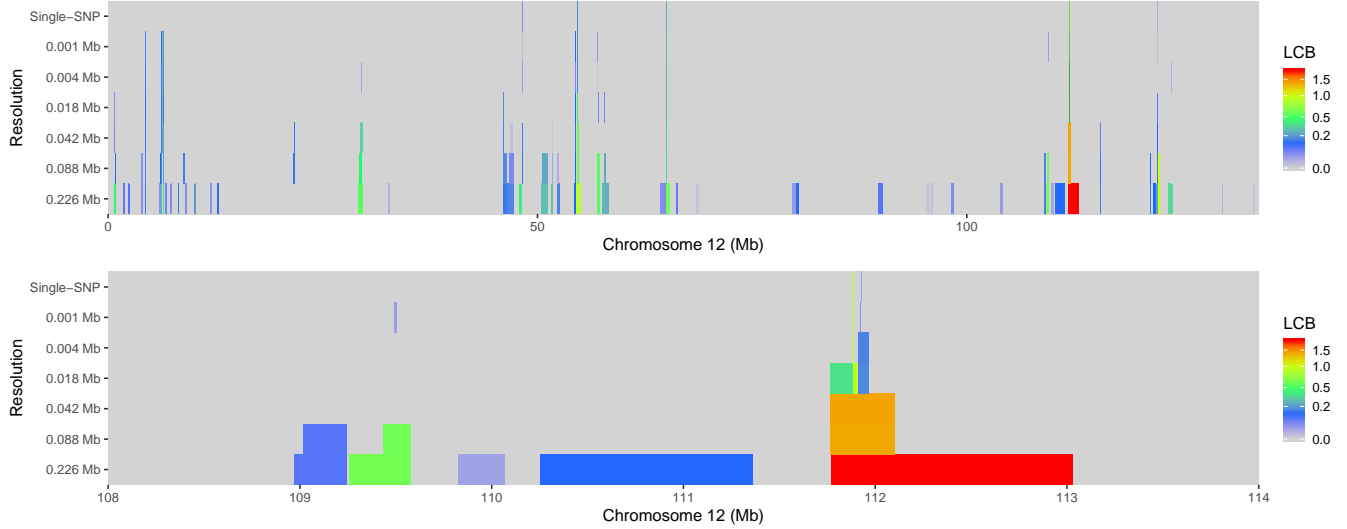 Resolution
Single−SNP
0.001 Mb
0.004 Mb
0.018 Mb
0.042 Mb
0.088 Mb
0.226 Mb
0 50 100
Chromosome 12 (Mb)
LCB
1.5
1.0
0.5
0.2
0.0
Resolution
Single−SNP
0.001 Mb
0.004 Mb
0.018 Mb
0.042 Mb
0.088 Mb
0.226 Mb
108 109 110 111 112 113 114
Chromosome 12 (Mb)
LCB
1.5
1.0
0.5
0.2
0.0